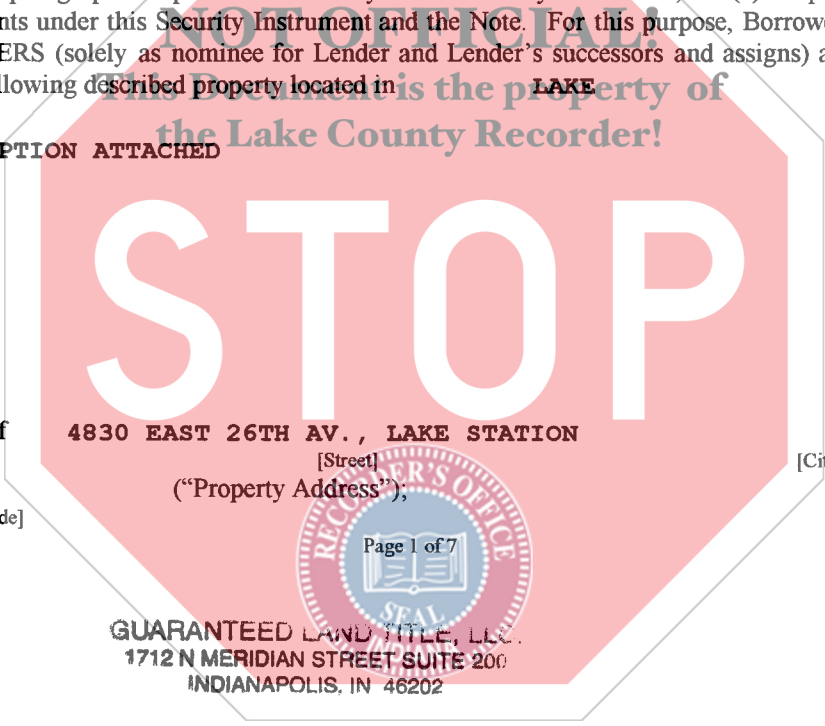 nts under this Security Instrument and the Note. For this purpose, Borrowe
ERS (solely as nominee for Lender and Lender's successors and assigns) a
llowing described property located in LAKE
NOT OFFICIAL!
This Document is the property of
the Lake County Recorder!
PTION ATTACHED
STOP
f 4830 EAST 26TH AV., LAKE STATION
[Street] [Cit
("Property Address");
de]
RECORDER'S OFFICE
Page 1 of 7
SEAL
INDIANA
GUARANTEED LAND TITLE, LLC.
1712 N MERIDIAN STREET SUITE 200
INDIANAPOLIS, IN 46202